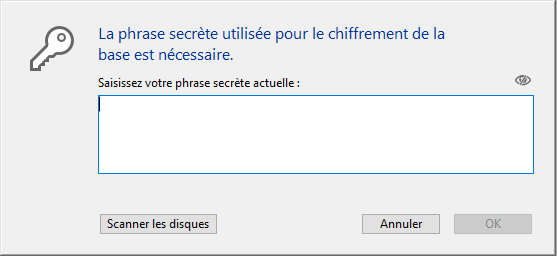 La phrase secrète utilisée pour le chiffrement de la
base est nécessaire.
Saisissez votre phrase secrète actuelle :
Scanner les disques
Annuler
OK